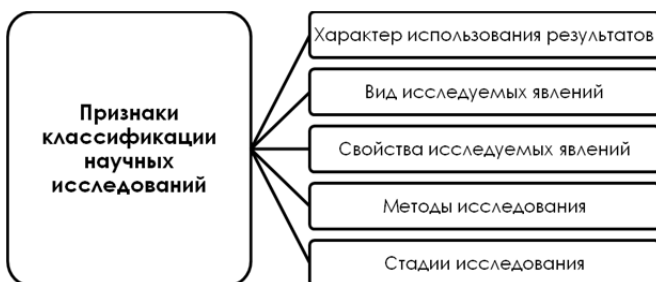 Признаки
классификации
научных
исследований
Характер использования результатов
Вид исследуемых явлений
Свойства исследуемых явлений
Методы исследования
Стадии исследования